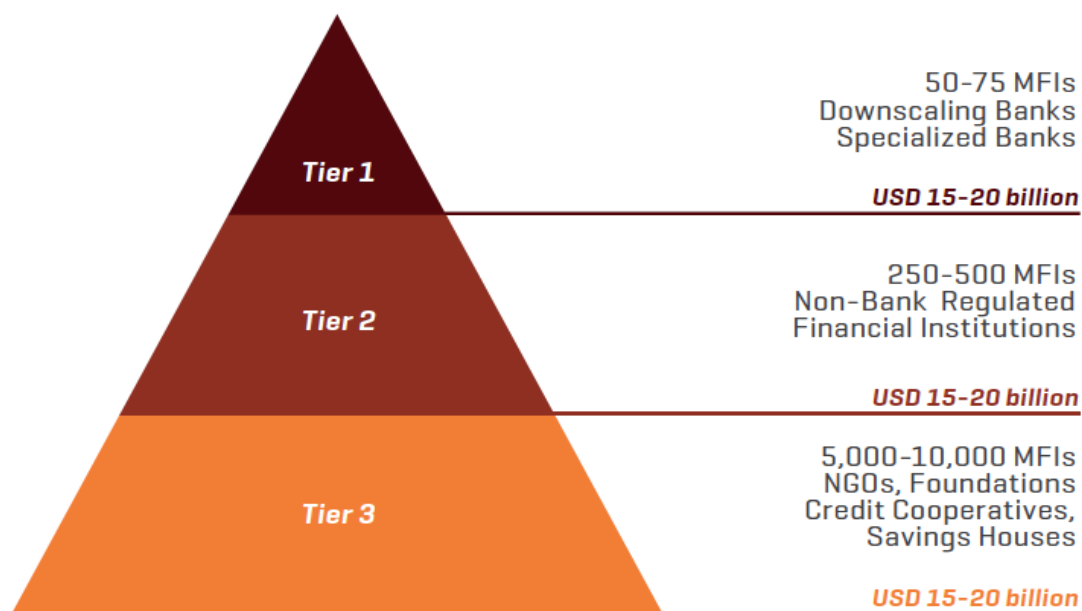 50-75 MFIs
Downscaling Banks
Specialized Banks
Tier 1
USD 15-20 billion
250-500 MFIs
Non-Bank Regulated
Financial Institutions
Tier 2
USD 15-20 billion
5,000-10,000 MFIs
NGOs, Foundations
Credit Cooperatives,
Savings Houses
Tier 3
USD 15-20 billion